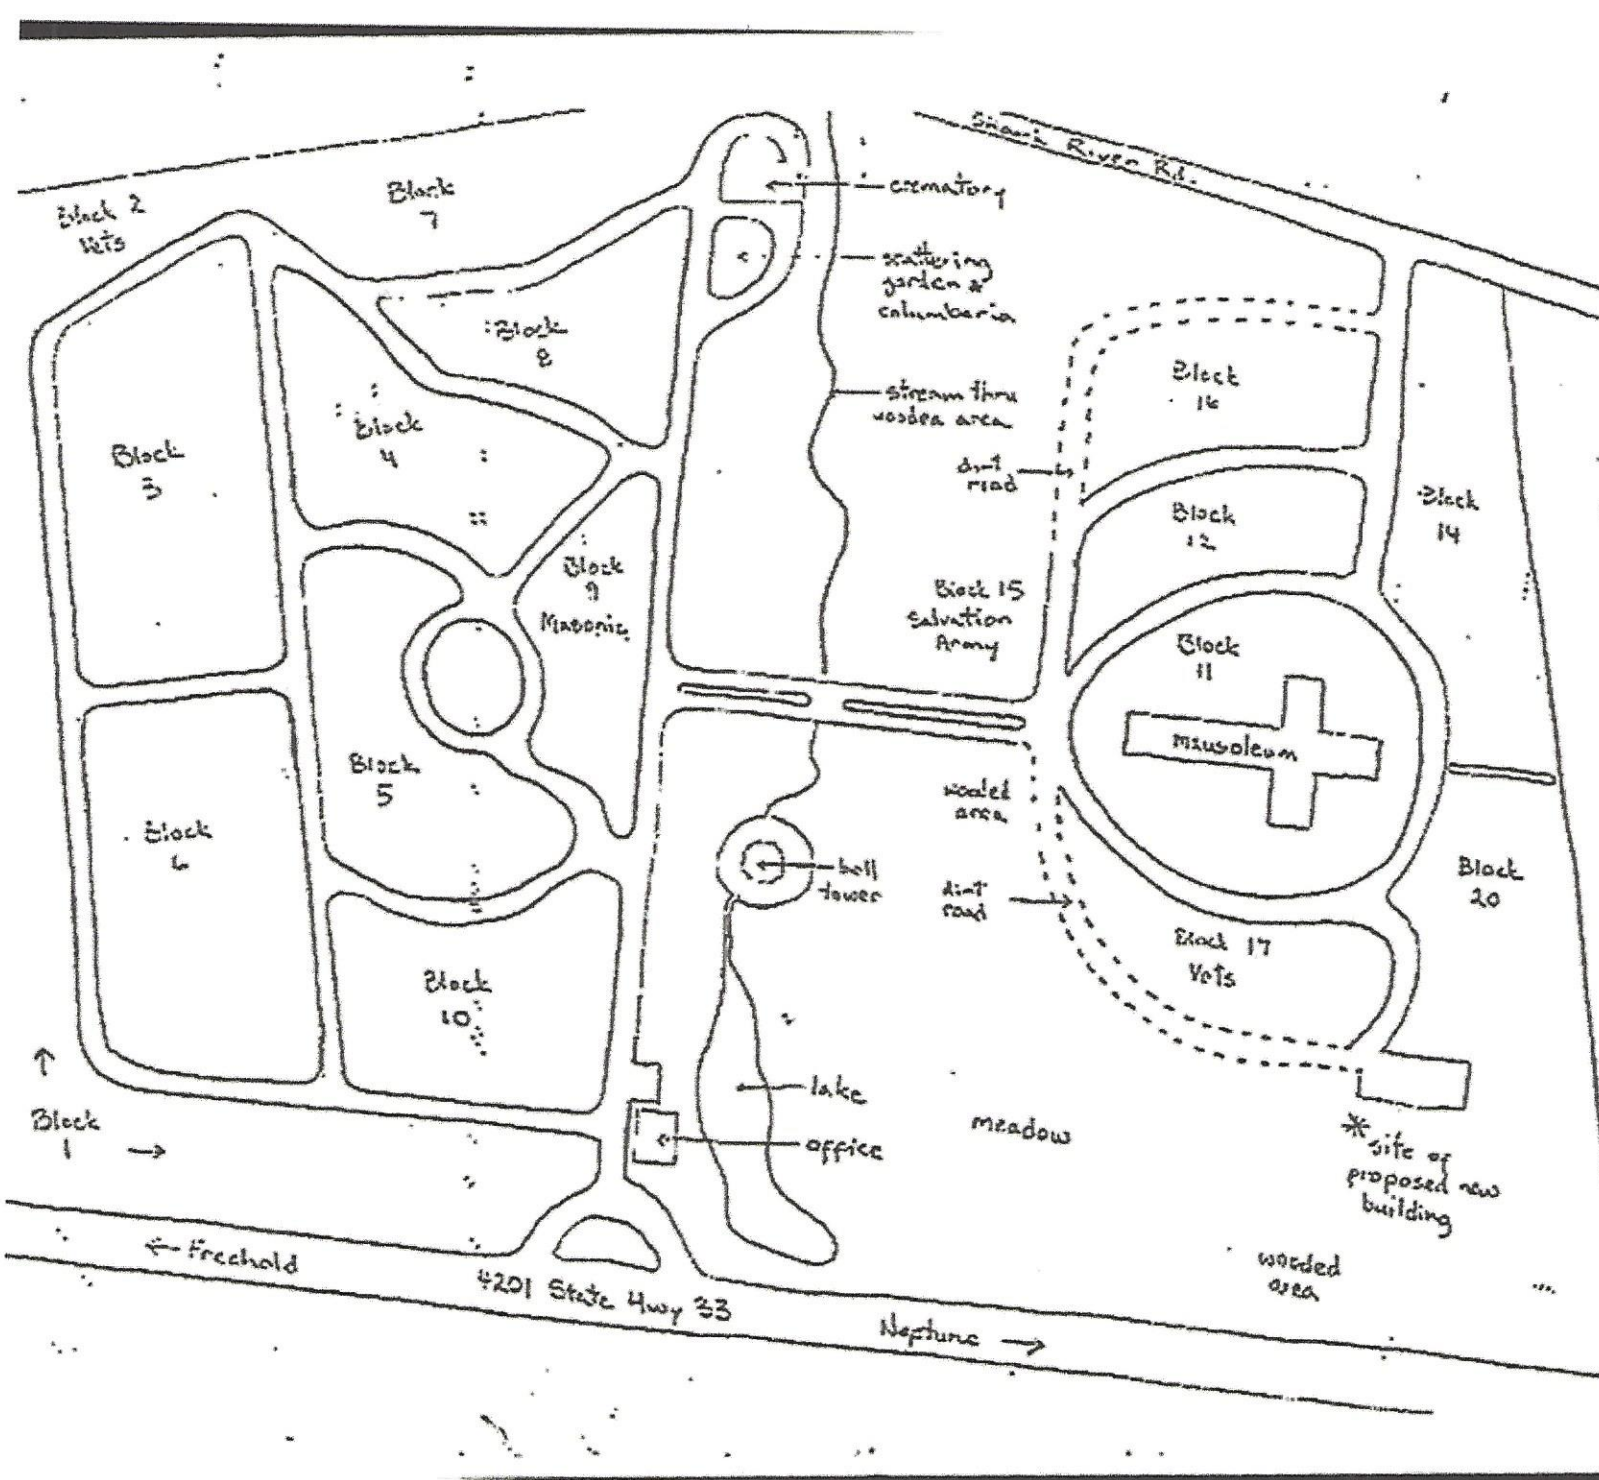 Shark River Rd.
Block 2
Vets
Block
7
crematory
scattering
garden &
columbaria
Block
8
stream thru
wooded area
Block
16
Block
3
Block
4
dirt
road
Block
12
Block
14
Block
9
Masonic
Block 15
Salvation
Army
Block
11
Mausoleum
Block
5
wooded
area
Block
6
bell
tower
dirt
road
Block
20
Block 17
Vets
Block
10
lake
Block
1
office
meadow
site of
proposed new
building
Freehold
4201 State Hwy 33
Neptune
wooded
area